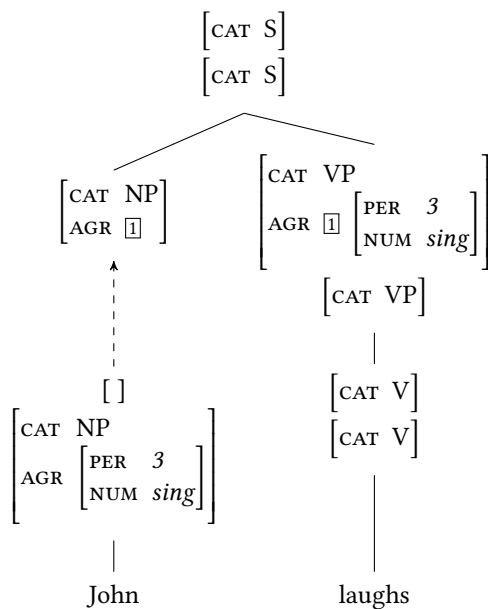 [CAT S]
[CAT S]
[CAT NP
AGR 1]
[CAT VP
AGR 1 [PER 3
NUM sing]]
[CAT VP]
[ ]
[CAT NP
AGR [PER 3
NUM sing]]
[CAT V]
[CAT V]
John
laughs